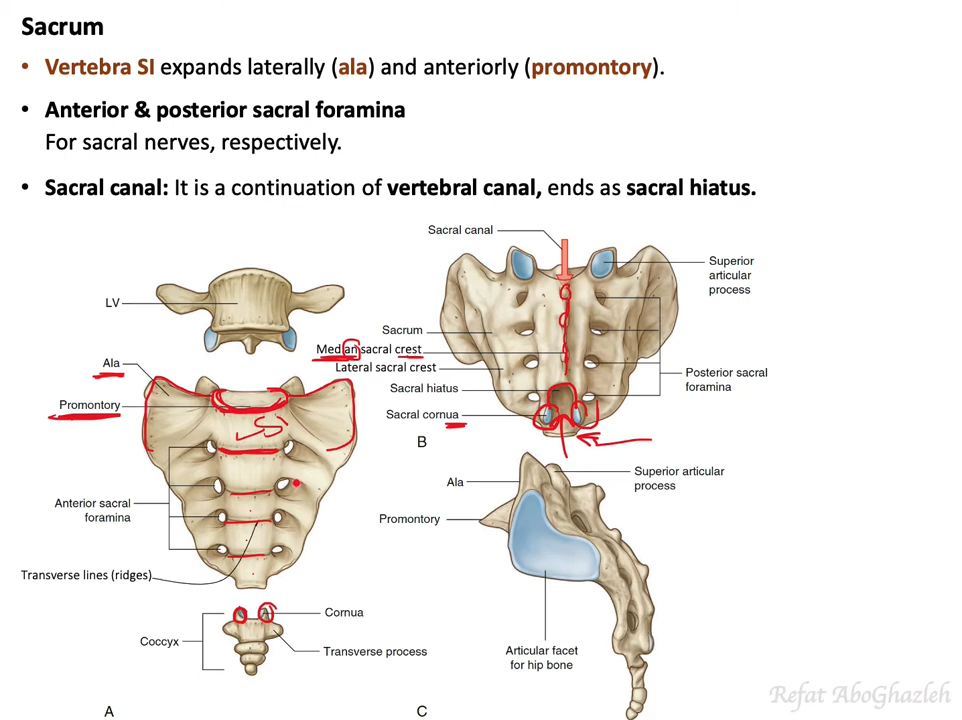 Sacrum
• Vertebra SI expands laterally (ala) and anteriorly (promontory).
• Anterior & posterior sacral foramina
For sacral nerves, respectively.
• Sacral canal: It is a continuation of vertebral canal, ends as sacral hiatus.
LV
Ala
Promontory
S1
Anterior sacral
foramina
Transverse lines (ridges)
Cornua
Coccyx
Transverse process
A
Sacral canal
Superior
articular
process
Sacrum
Median sacral crest
Lateral sacral crest
Sacral hiatus
Sacral cornua
Posterior sacral
foramina
B
Ala
Superior articular
process
Promontory
Articular facet
for hip bone
C
Refat AboGhazleh